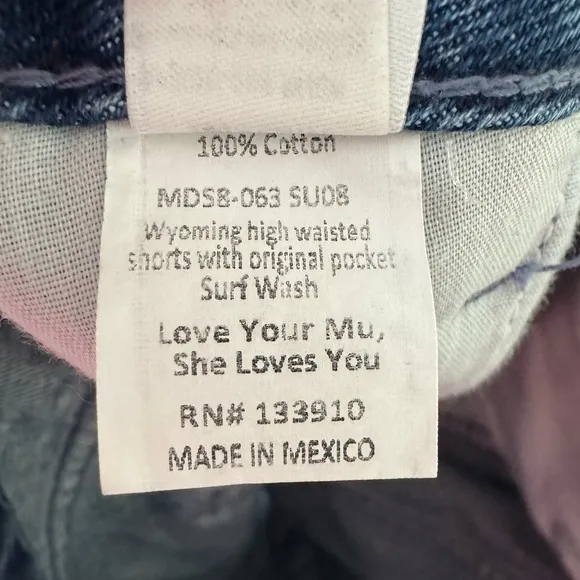 100% Cotton
MDS8-063 SU08
Wyoming high waisted
shorts with original pocket
Surf Wash
Love Your Mu,
She Loves You
RN# 133910
MADE IN MEXICO